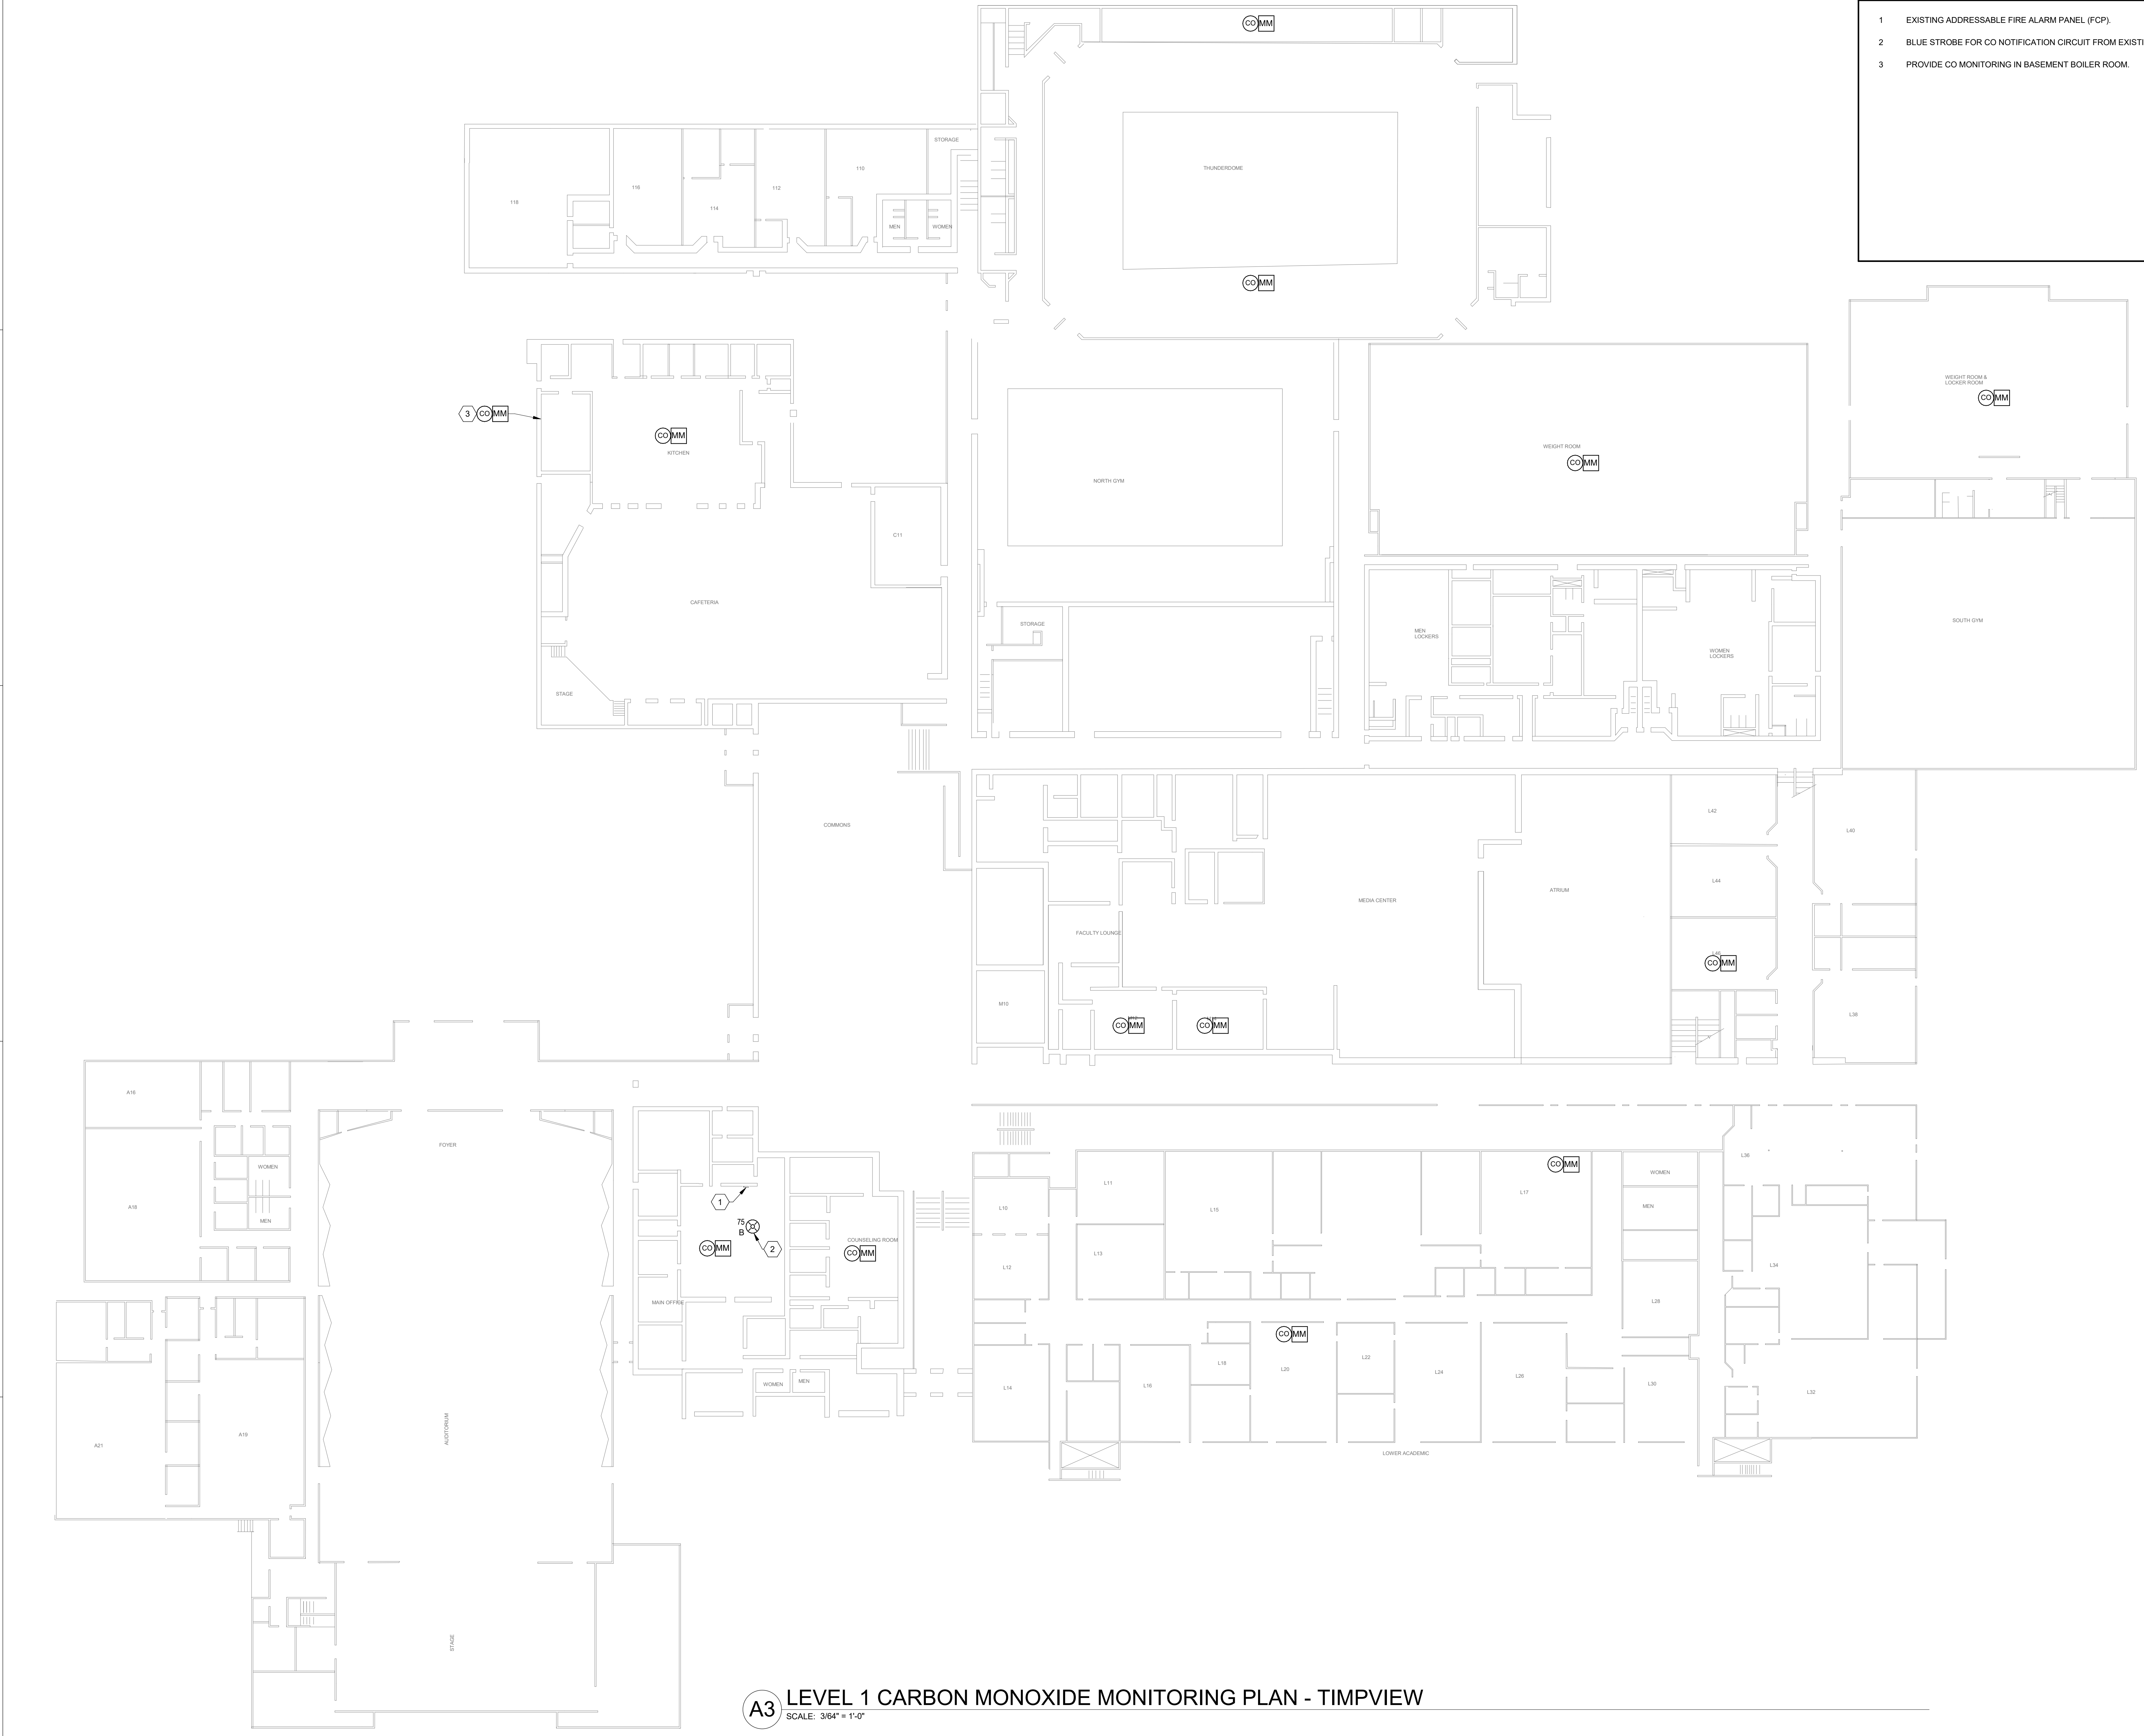 1 EXISTING ADDRESSABLE FIRE ALARM PANEL (FCP).
2 BLUE STROBE FOR CO NOTIFICATION CIRCUIT FROM EXISTI
3 PROVIDE CO MONITORING IN BASEMENT BOILER ROOM.
CO MM
STORAGE
110
THUNDERDOME
116
112
118
114
MEN
WOMEN
CO MM
WEIGHT ROOM &
LOCKER ROOM
CO MM
3 CO MM
CO MM
KITCHEN
WEIGHT ROOM
CO MM
NORTH GYM
C11
CAFETERIA
STORAGE
SOUTH GYM
MEN
LOCKERS
WOMEN
LOCKERS
STAGE
L42
COMMONS
L40
L44
ATRIUM
MEDIA CENTER
FACULTY LOUNGE
CO MM
M10
L38
CO MM
CO MM
A16
FOYER
L36
CO MM
L17
WOMEN
WOMEN
L11
1
A18
MEN
L10
L15
MEN
75
B
2
CO MM
COUNSELING ROOM
CO MM
L13
L12
L34
MAIN OFFICE
L28
CO MM
L18
L20
L22
L24
L26
L30
L32
WOMEN
MEN
L14
L16
AUDITORIUM
A19
A21
LOWER ACADEMIC
STAGE
A3
LEVEL 1 CARBON MONOXIDE MONITORING PLAN - TIMPVIEW
SCALE: 3/64" = 1'-0"